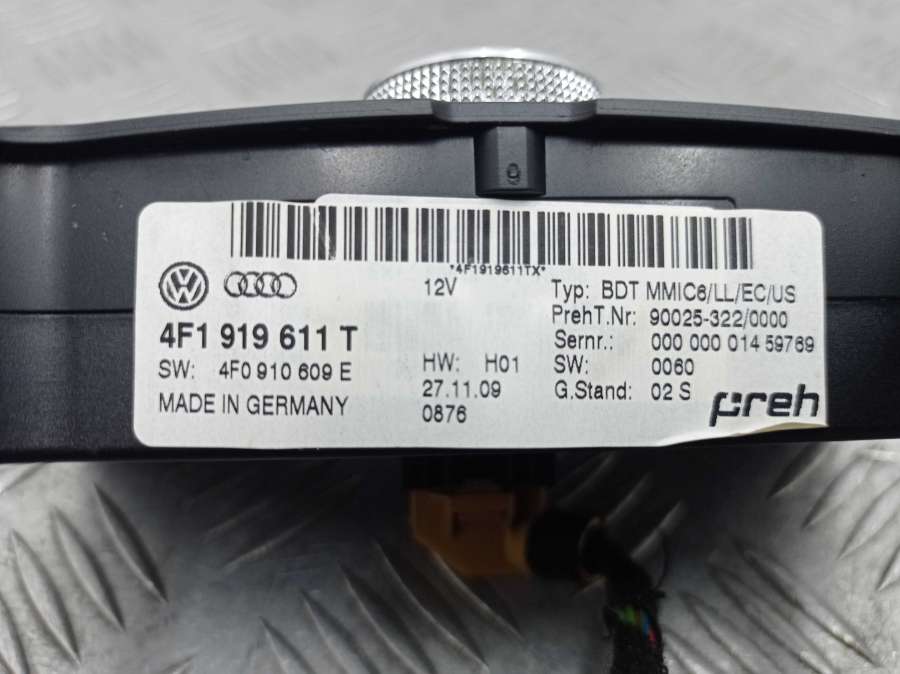 *4F1919611TX*
12V
Typ: BDT MMIC6/LL/EC/US
PrehT.Nr: 90025-322/0000
4F1 919 611 T
Sernr.: 000 000 014 59769
SW: 4F0 910 609 E
HW: H01
SW: 0060
MADE IN GERMANY
27.11.09
G.Stand: 02 S
0876
preh